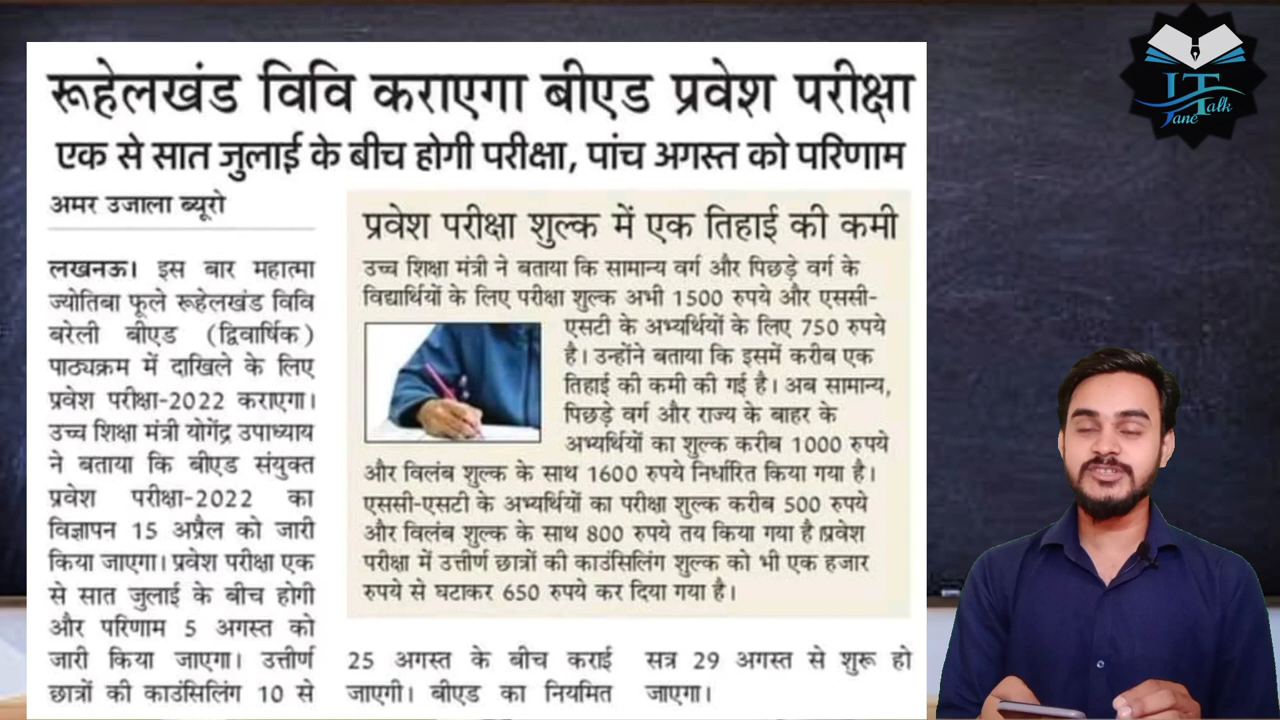 रूहेलखंड विवि कराएगा बीएड प्रवेश परीक्षा
एक से सात जुलाई के बीच होगी परीक्षा, पांच अगस्त को परिणाम
अमर उजाला ब्यूरो
लखनऊ। इस बार महात्मा
ज्योतिबा फूले रूहेलखंड विवि
बरेली बीएड (द्विवार्षिक)
पाठ्यक्रम में दाखिले के लिए
प्रवेश परीक्षा-2022 कराएगा।
उच्च शिक्षा मंत्री योगेंद्र उपाध्याय
ने बताया कि बीएड संयुक्त
प्रवेश परीक्षा-2022 का
विज्ञापन 15 अप्रैल को जारी
किया जाएगा। प्रवेश परीक्षा एक
से सात जुलाई के बीच होगी
और परिणाम 5 अगस्त को
जारी किया जाएगा। उत्तीर्ण
छात्रों की काउंसिलिंग 10 से
25 अगस्त के बीच कराई
जाएगी। बीएड का नियमित
सत्र 29 अगस्त से शुरू हो
जाएगा।
प्रवेश परीक्षा शुल्क में एक तिहाई की कमी
उच्च शिक्षा मंत्री ने बताया कि सामान्य वर्ग और पिछड़े वर्ग के
विद्यार्थियों के लिए परीक्षा शुल्क अभी 1500 रुपये और एससी-
एसटी के अभ्यर्थियों के लिए 750 रुपये
है। उन्होंने बताया कि इसमें करीब एक
तिहाई की कमी की गई है। अब सामान्य,
पिछड़े वर्ग और राज्य के बाहर के
अभ्यर्थियों का शुल्क करीब 1000 रुपये
और विलंब शुल्क के साथ 1600 रुपये निर्धारित किया गया है।
एससी-एसटी के अभ्यर्थियों का परीक्षा शुल्क करीब 500 रुपये
और विलंब शुल्क के साथ 800 रुपये तय किया गया है।प्रवेश
परीक्षा में उत्तीर्ण छात्रों की काउंसिलिंग शुल्क को भी एक हजार
रुपये से घटाकर 650 रुपये कर दिया गया है।
Jane
Talk